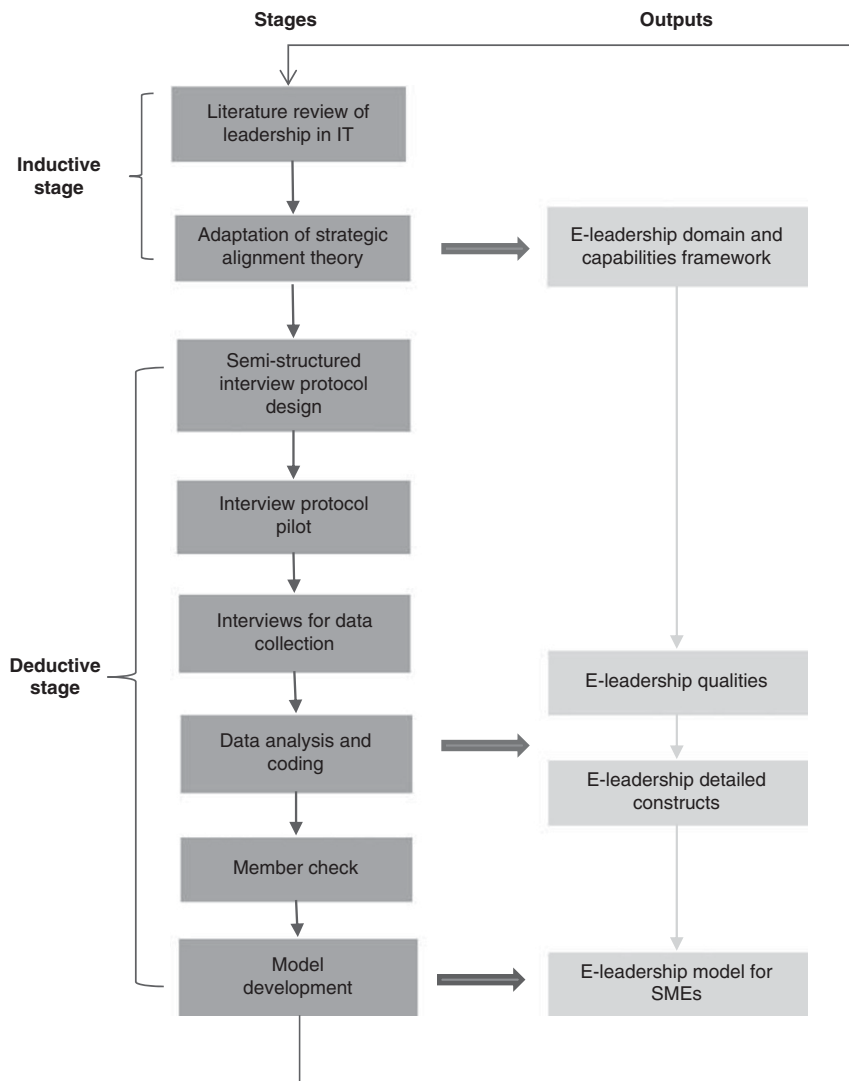 Stages
Outputs
Literature review of
leadership in IT
Inductive
stage
Adaptation of strategic
alignment theory
E-leadership domain and
capabilities framework
Semi-structured
interview protocol
design
Interview protocol
pilot
Interviews for data
collection
Deductive
stage
E-leadership qualities
Data analysis and
coding
E-leadership detailed
constructs
Member check
Model
development
E-leadership model for
SMEs